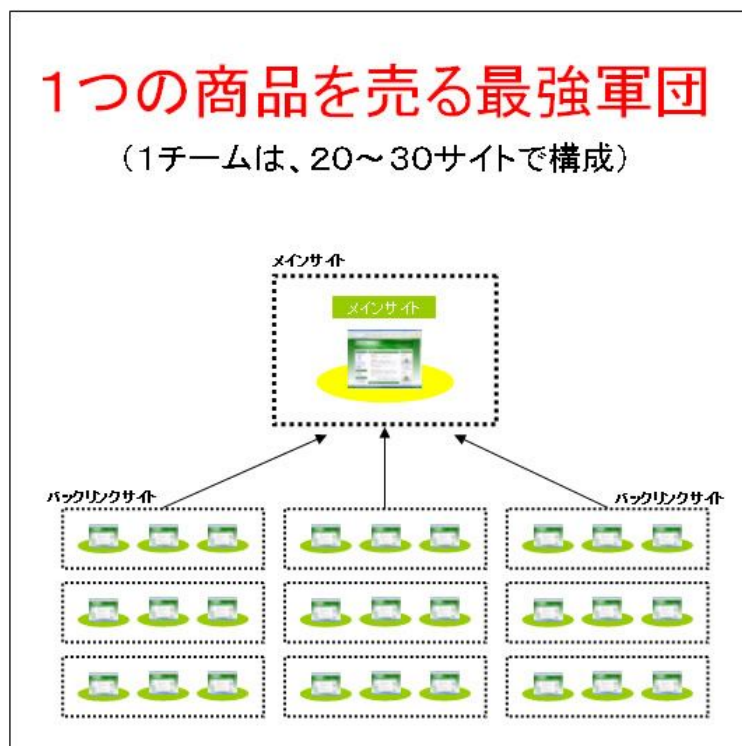 １つの商品を売る最強軍団
（１チームは、２０～３０サイトで構成）
メインサイト
メインサイト
バックリンクサイト
バックリンクサイト